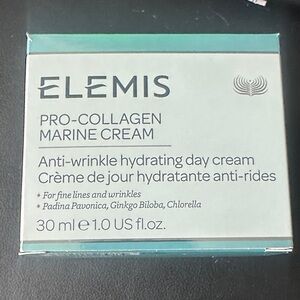 ELEMIS
PRO-COLLAGEN
MARINE CREAM
Anti-wrinkle hydrating day cream
Crème de jour hydratante anti-rides
• For fine lines and wrinkles
• Padina Pavonica, Ginkgo Biloba, Chlorella
30 ml ℮ 1.0 US fl.oz.